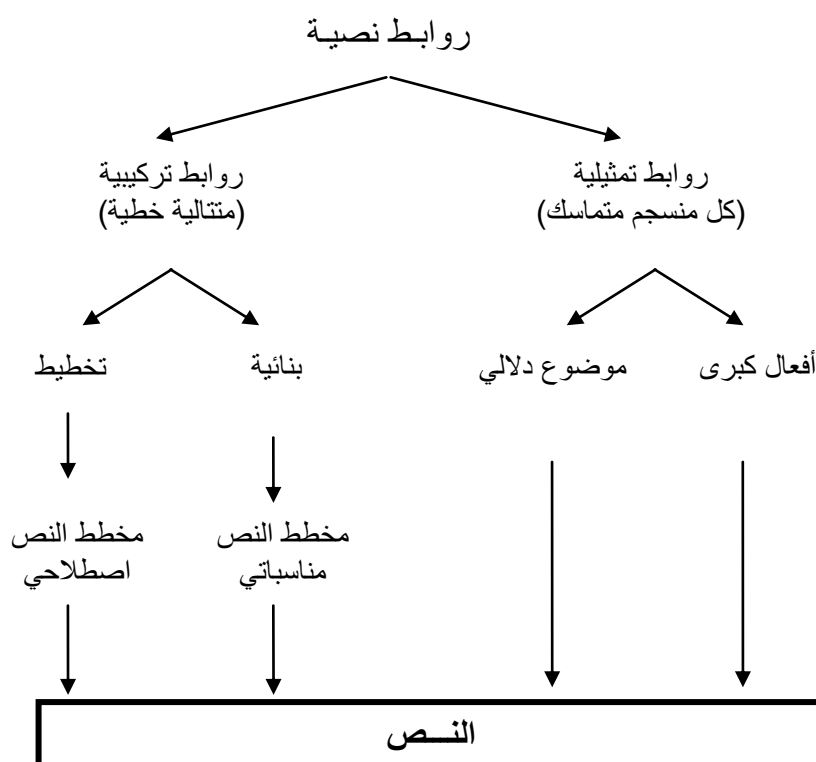 روابط نصية
روابط تمثيلية
(كل منسجم متماسك)
روابط تركيبية
(متتالية خطية)
أفعال كبرى
موضوع دلالي
بنائية
تخطيط
مخطط النص
مناسباتي
مخطط النص
اصطلاحي
النص